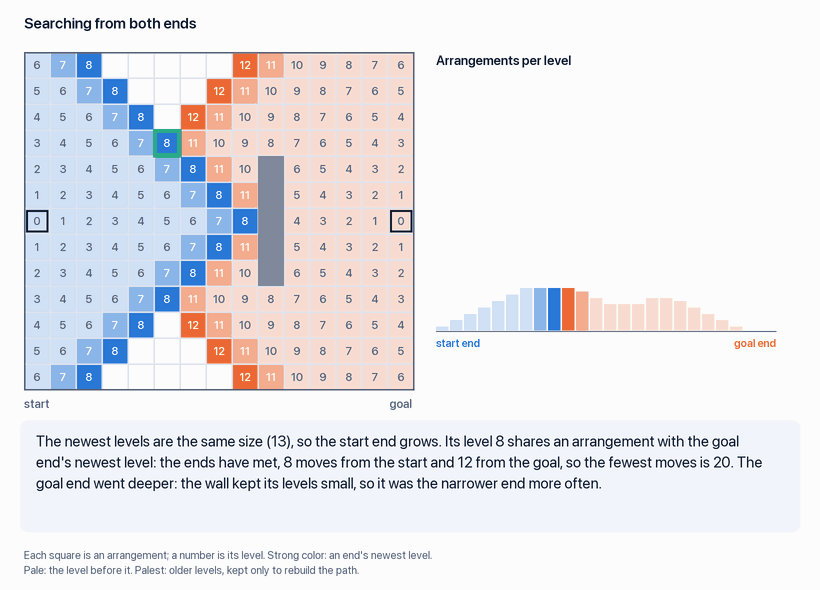 Searching from both ends
6 7 8 12 11 10 9 8 7 6
5 6 7 8 12 11 10 9 8 7 6 5
4 5 6 7 8 12 11 10 9 8 7 6 5 4
3 4 5 6 7 8 11 10 9 8 7 6 5 4 3
2 3 4 5 6 7 8 11 10 6 5 4 3 2
1 2 3 4 5 6 7 8 11 5 4 3 2 1
0 1 2 3 4 5 6 7 8 4 3 2 1 0
1 2 3 4 5 6 7 8 11 5 4 3 2 1
2 3 4 5 6 7 8 11 10 6 5 4 3 2
3 4 5 6 7 8 11 10 9 8 7 6 5 4 3
4 5 6 7 8 12 11 10 9 8 7 6 5 4
5 6 7 8 12 11 10 9 8 7 6 5
6 7 8 12 11 10 9 8 7 6
start goal
Arrangements per level
start end goal end
The newest levels are the same size (13), so the start end grows. Its level 8 shares an arrangement with the goal
end's newest level: the ends have met, 8 moves from the start and 12 from the goal, so the fewest moves is 20. The
goal end went deeper: the wall kept its levels small, so it was the narrower end more often.
Each square is an arrangement; a number is its level. Strong color: an end's newest level.
Pale: the level before it. Palest: older levels, kept only to rebuild the path.